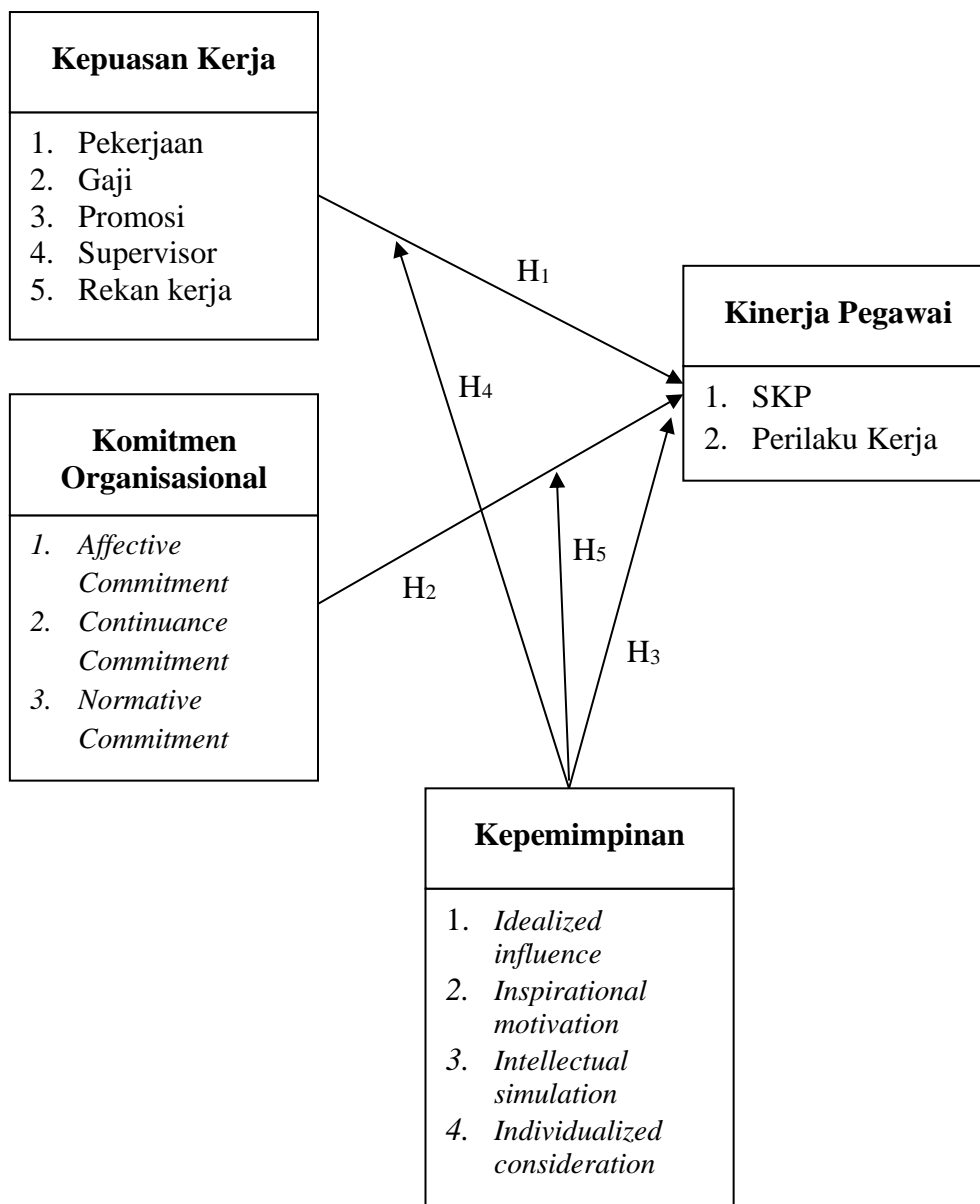 Kepuasan Kerja
1. Pekerjaan
2. Gaji
3. Promosi
4. Supervisor
5. Rekan kerja
H1
Kinerja Pegawai
1. SKP
2. Perilaku Kerja
H4
Komitmen
Organisasional
1. Affective
Commitment
2. Continuance
Commitment
3. Normative
Commitment
H2
H5
H3
Kepemimpinan
1. Idealized
influence
2. Inspirational
motivation
3. Intellectual
simulation
4. Individualized
consideration